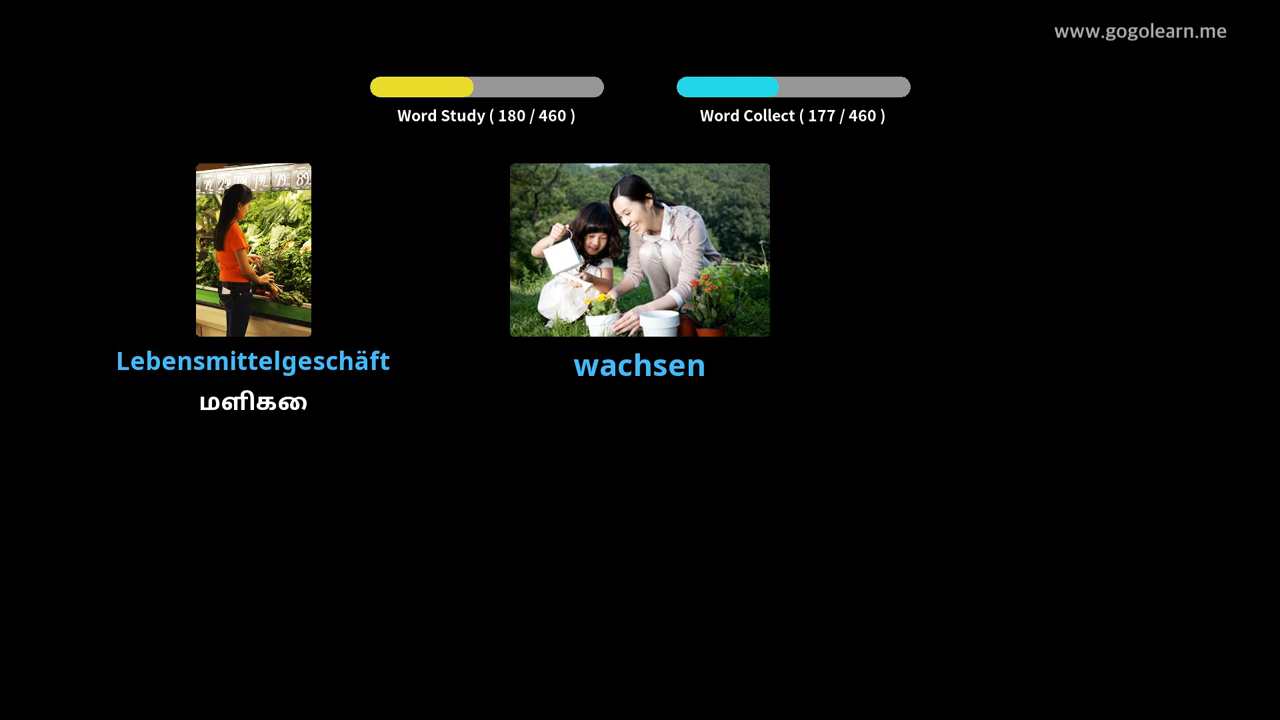 www.gogolearn.me
Word Study ( 180 / 460 )
Word Collect ( 177 / 460 )
Lebensmittelgeschäft
மளிகை
wachsen